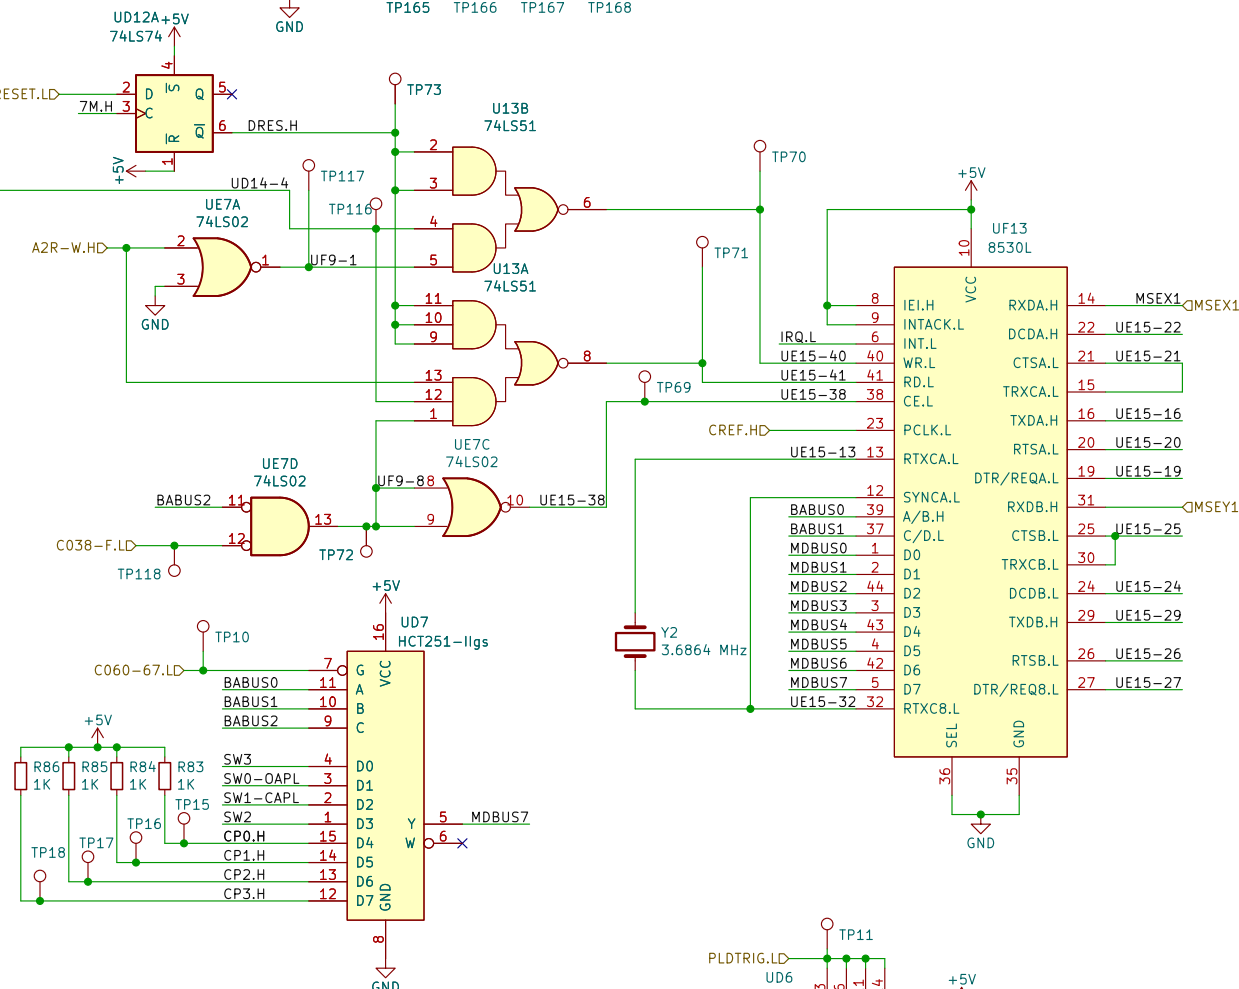 TP165 TP166 TP167 TP168
GND
UD12A
+5V
74LS74
4
RESET.L
2 D S Q 5
7M.H
3 C
R Q 6
DRES.H
1
+5V
TP73
U13B
74LS51
2
3
6
4
5
U13A
74LS51
11
10
9
8
13
12
1
UD14-4
TP117
TP116
UE7A
74LS02
A2R-W.H
2
3
1
UF9-1
GND
TP70
TP71
TP69
UE7D
74LS02
BABUS2
11
12
13
C038-F.L
TP118
TP72
UE7C
74LS02
UF9-8
8
9
10
UE15-38
+5V
UF13
8530L
10
VCC
8 IEI.H
9 INTACK.L
IRQ.L 6 INT.L
UE15-40 40 WR.L
UE15-41 41 RD.L
UE15-38 38 CE.L
CREF.H 23 PCLK.L
UE15-13 13 RTXCA.L
12 SYNCA.L
BABUS0 39 A/B.H
BABUS1 37 C/D.L
MDBUS0 1 D0
MDBUS1 2 D1
MDBUS2 44 D2
MDBUS3 3 D3
MDBUS4 43 D4
MDBUS5 4 D5
MDBUS6 42 D6
MDBUS7 5 D7
UE15-32 32 RTXC8.L
RXDA.H 14 MSEX1 MSEX1
DCDA.H 22 UE15-22
CTSA.L 21 UE15-21
TRXCA.L 15
TXDA.H 16 UE15-16
RTSA.L 20 UE15-20
DTR/REQA.L 19 UE15-19
RXDB.H 31 MSEY1
CTSB.L 25 UE15-25
TRXCB.L 30
DCDB.L 24 UE15-24
TXDB.H 29 UE15-29
RTSB.L 26 UE15-26
DTR/REQ8.L 27 UE15-27
SEL GND
36 35
GND
Y2
3.6864 MHz
+5V
UD7
HCT251-IIgs
16
VCC
TP10
C060-67.L
7 G
BABUS0 11 A
BABUS1 10 B
BABUS2 9 C
SW3 4 D0
SW0-OAPL 3 D1
SW1-CAPL 2 D2
SW2 1 D3
CP0.H 15 D4
CP1.H 14 D5
CP2.H 13 D6
CP3.H 12 D7
Y 5 MDBUS7
W 6
GND
8
GND
+5V
R86 R85 R84 R83
1K 1K 1K 1K
TP15
TP16
TP17
TP18
TP11
PLDTRIG.L
UD6
1
4
+5V